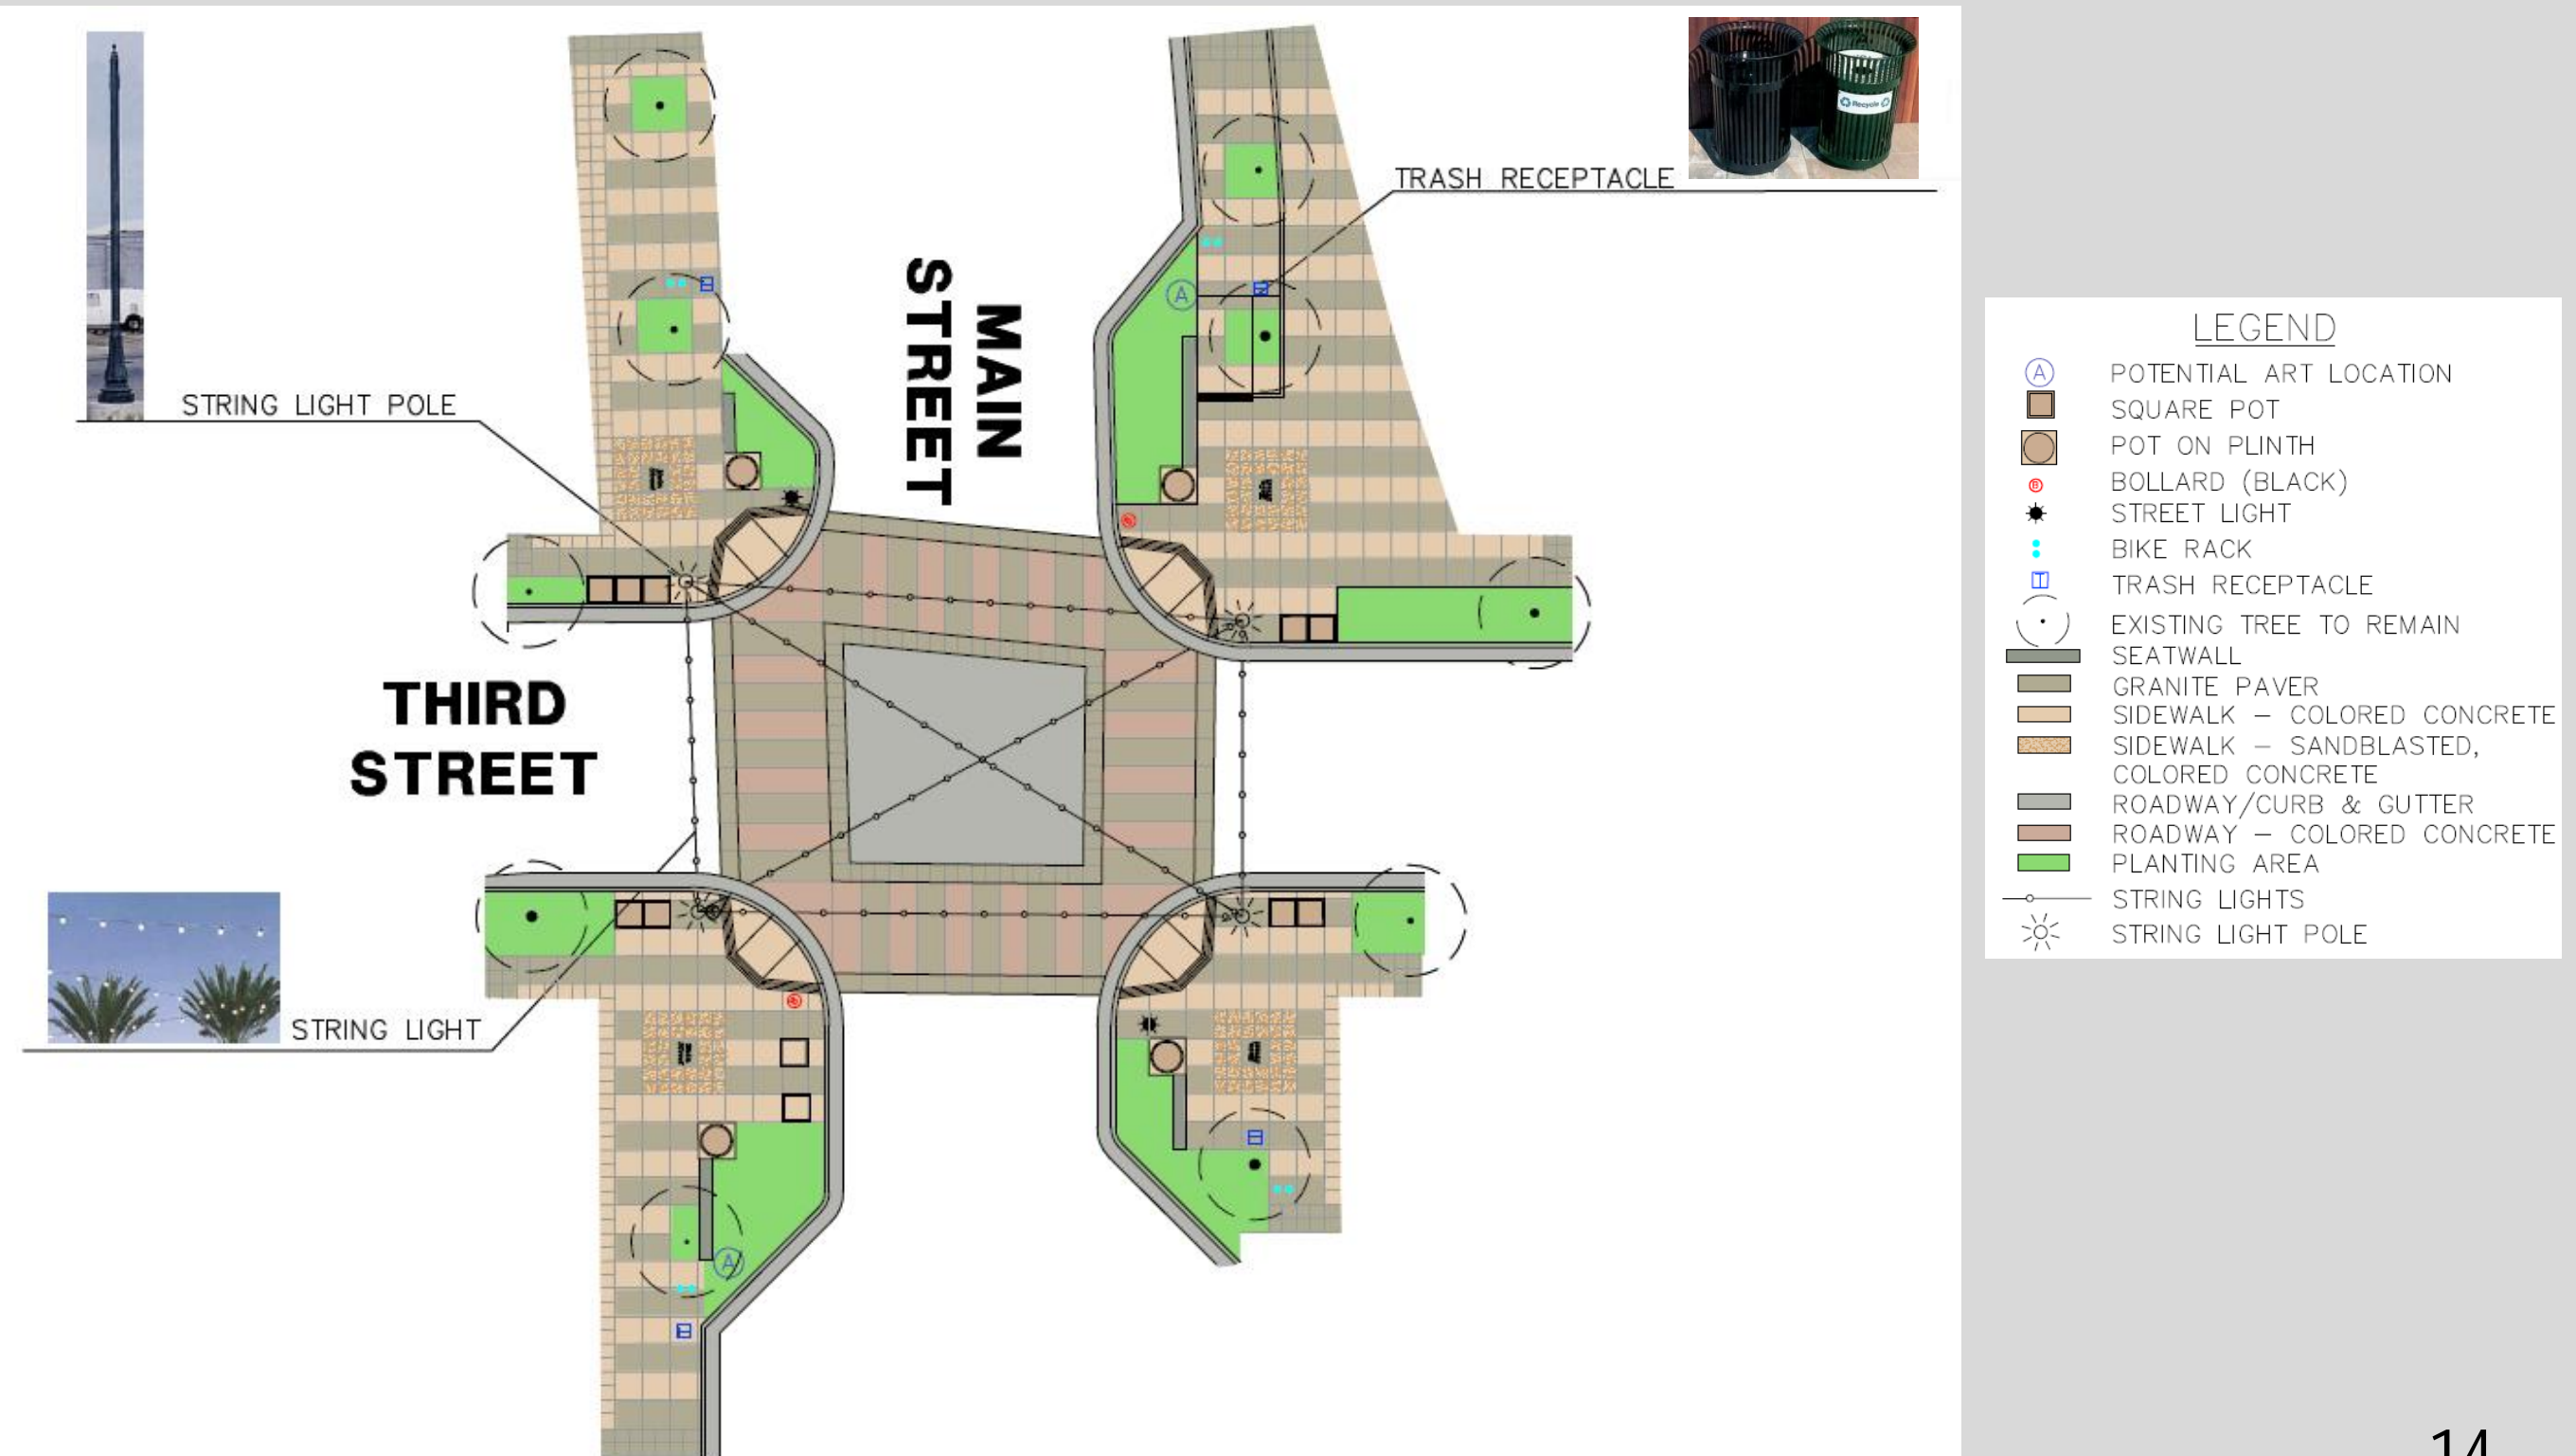 Recycle
TRASH RECEPTACLE
MAIN
STREET
STRING LIGHT POLE
A
THIRD
STREET
STRING LIGHT
A
LEGEND
A POTENTIAL ART LOCATION
SQUARE POT
POT ON PLINTH
B BOLLARD (BLACK)
STREET LIGHT
BIKE RACK
T TRASH RECEPTACLE
EXISTING TREE TO REMAIN
SEATWALL
GRANITE PAVER
SIDEWALK – COLORED CONCRETE
SIDEWALK – SANDBLASTED,
COLORED CONCRETE
ROADWAY/CURB & GUTTER
ROADWAY – COLORED CONCRETE
PLANTING AREA
STRING LIGHTS
STRING LIGHT POLE
14